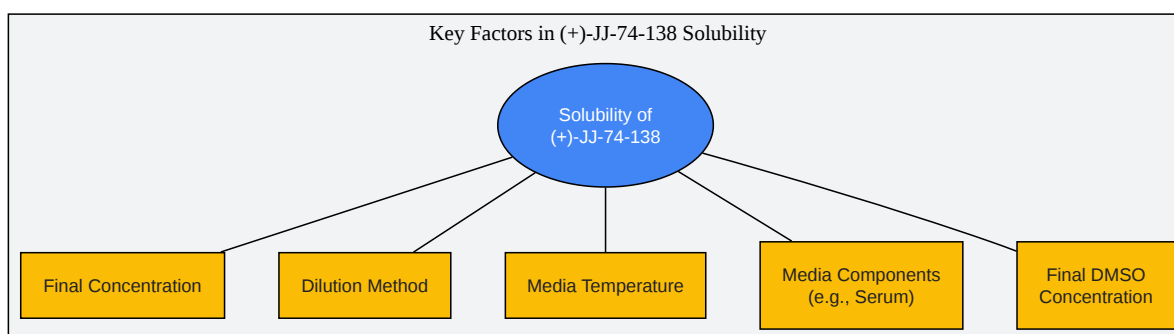 Key Factors in (+)-JJ-74-138 Solubility
Solubility of
(+)-JJ-74-138
Final Concentration
Dilution Method
Media Temperature
Media Components
(e.g., Serum)
Final DMSO
Concentration